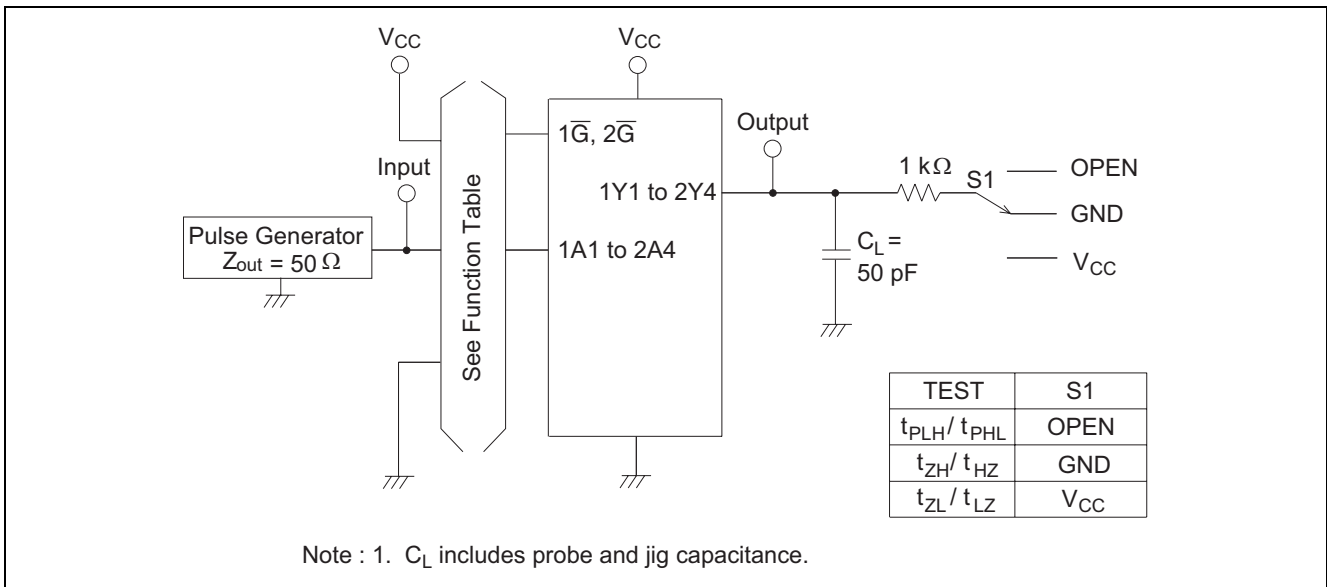 VCC
VCC
1G̅, 2G̅
Output
Input
1 kΩ
S1
OPEN
1Y1 to 2Y4
GND
Pulse Generator
Zout = 50 Ω
See Function Table
1A1 to 2A4
CL =
50 pF
VCC
TEST S1
tPLH/ tPHL OPEN
tZH/ tHZ GND
tZL/ tLZ VCC
Note : 1. CL includes probe and jig capacitance.